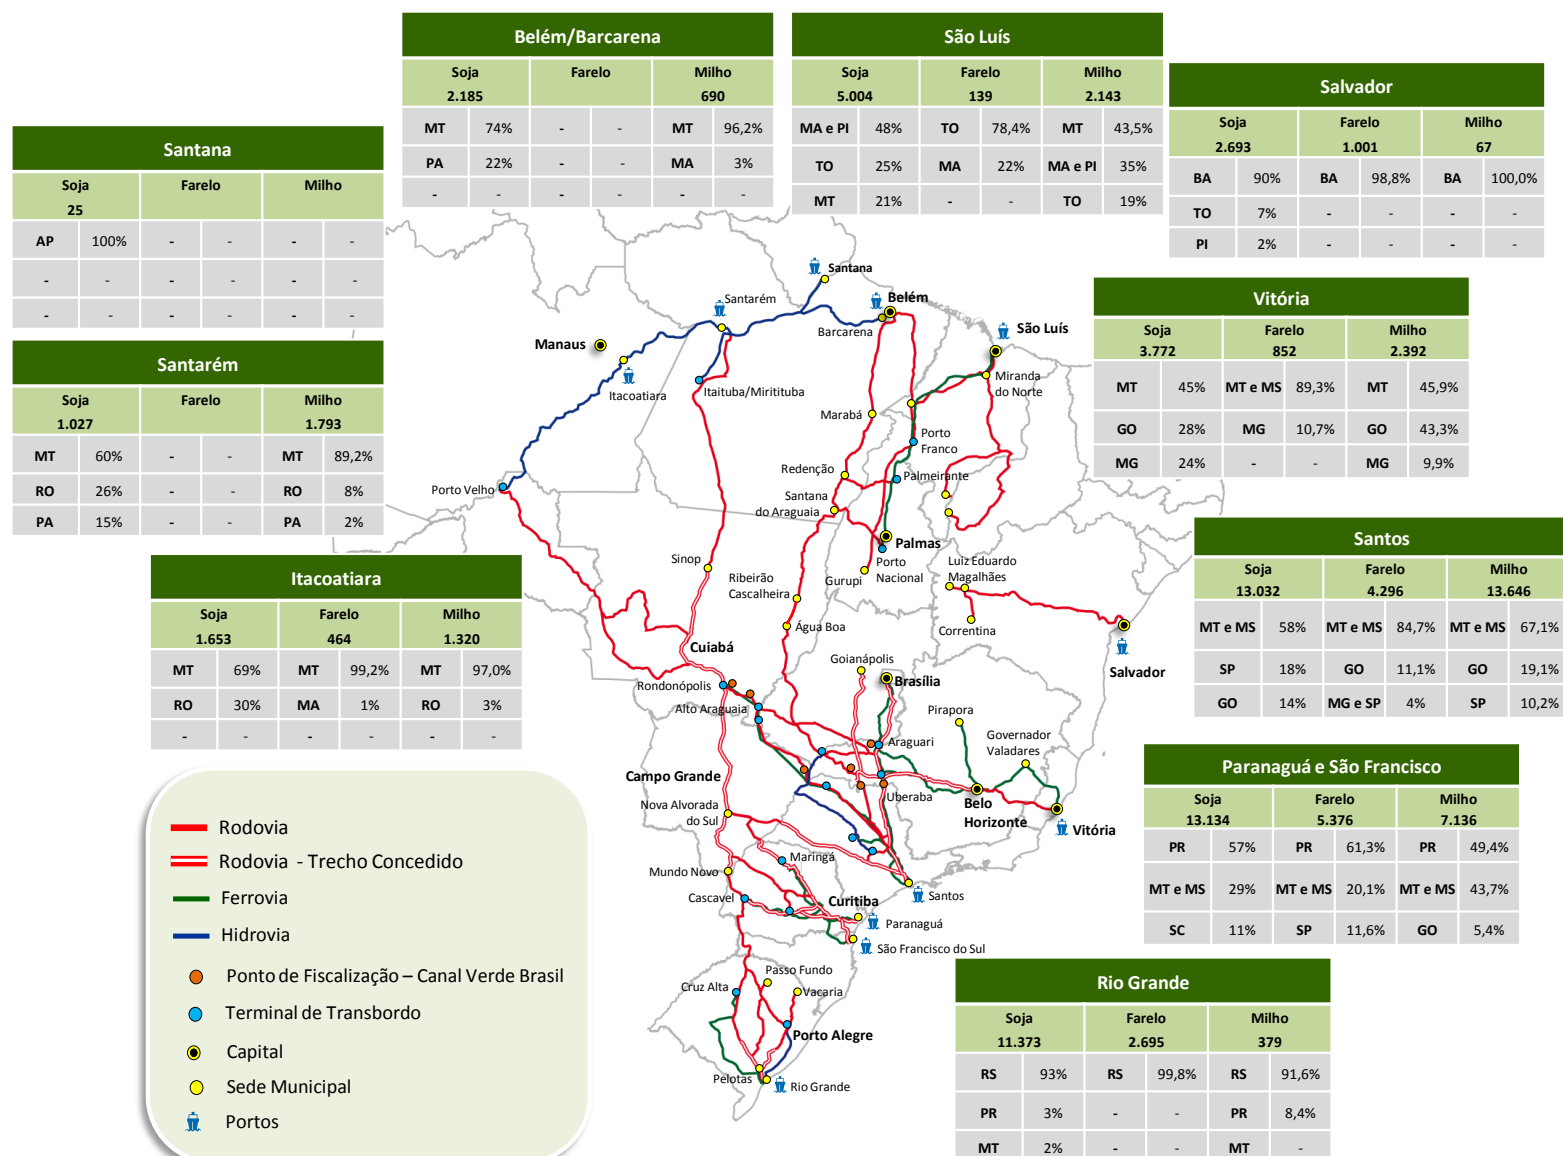 Belém/Barcarena
Soja Farelo Milho
2.185 690
MT 74% - - MT 96,2%
PA 22% - - MA 3%
- - - - - -
São Luís
Soja Farelo Milho
5.004 139 2.143
MA e PI 48% TO 78,4% MT 43,5%
TO 25% MA 22% MA e PI 35%
MT 21% - - TO 19%
Salvador
Soja Farelo Milho
2.693 1.001 67
BA 90% BA 98,8% BA 100,0%
TO 7% - - - -
PI 2% - - - -
Santana
Soja Farelo Milho
25
AP 100% - - - -
- - - - - -
- - - - - -
Vitória
Soja Farelo Milho
3.772 852 2.392
MT 45% MT e MS 89,3% MT 45,9%
GO 28% MG 10,7% GO 43,3%
MG 24% - - MG 9,9%
Santarém
Soja Farelo Milho
1.027 1.793
MT 60% - - MT 89,2%
RO 26% - - RO 8%
PA 15% - - PA 2%
Santos
Soja Farelo Milho
13.032 4.296 13.646
MT e MS 58% MT e MS 84,7% MT e MS 67,1%
SP 18% GO 11,1% GO 19,1%
GO 14% MG e SP 4% SP 10,2%
Itacoatiara
Soja Farelo Milho
1.653 464 1.320
MT 69% MT 99,2% MT 97,0%
RO 30% MA 1% RO 3%
- - - - - -
Paranaguá e São Francisco
Soja Farelo Milho
13.134 5.376 7.136
PR 57% PR 61,3% PR 49,4%
MT e MS 29% MT e MS 20,1% MT e MS 43,7%
SC 11% SP 11,6% GO 5,4%
Rio Grande
Soja Farelo Milho
11.373 2.695 379
RS 93% RS 99,8% RS 91,6%
PR 3% - - PR 8,4%
MT 2% - - MT -
Santana
Santarém
Belém
Barcarena
São Luís
Manaus
Itacoatiara
Itaituba/Miritituba
Miranda
do Norte
Marabá
Porto
Franco
Redenção
Palmeirante
Porto Velho
Santana
do Araguaia
Palmas
Porto
Nacional
Gurupi
Sinop
Ribeirão
Cascalheira
Luiz Eduardo
Magalhães
Correntina
Água Boa
Salvador
Cuiabá
Goianápolis
Brasília
Rondonópolis
Alto Araguaia
Pirapora
Araguari
Governador
Valadares
Campo Grande
Uberaba
Belo
Horizonte
Vitória
Nova Alvorada
do Sul
Maringá
Mundo Novo
Santos
Cascavel
Curitiba
Paranaguá
São Francisco do Sul
Passo Fundo
Cruz Alta
Vacaria
Porto Alegre
Pelotas
Rio Grande
Rodovia
Rodovia - Trecho Concedido
Ferrovia
Hidrovia
Ponto de Fiscalização – Canal Verde Brasil
Terminal de Transbordo
Capital
Sede Municipal
Portos